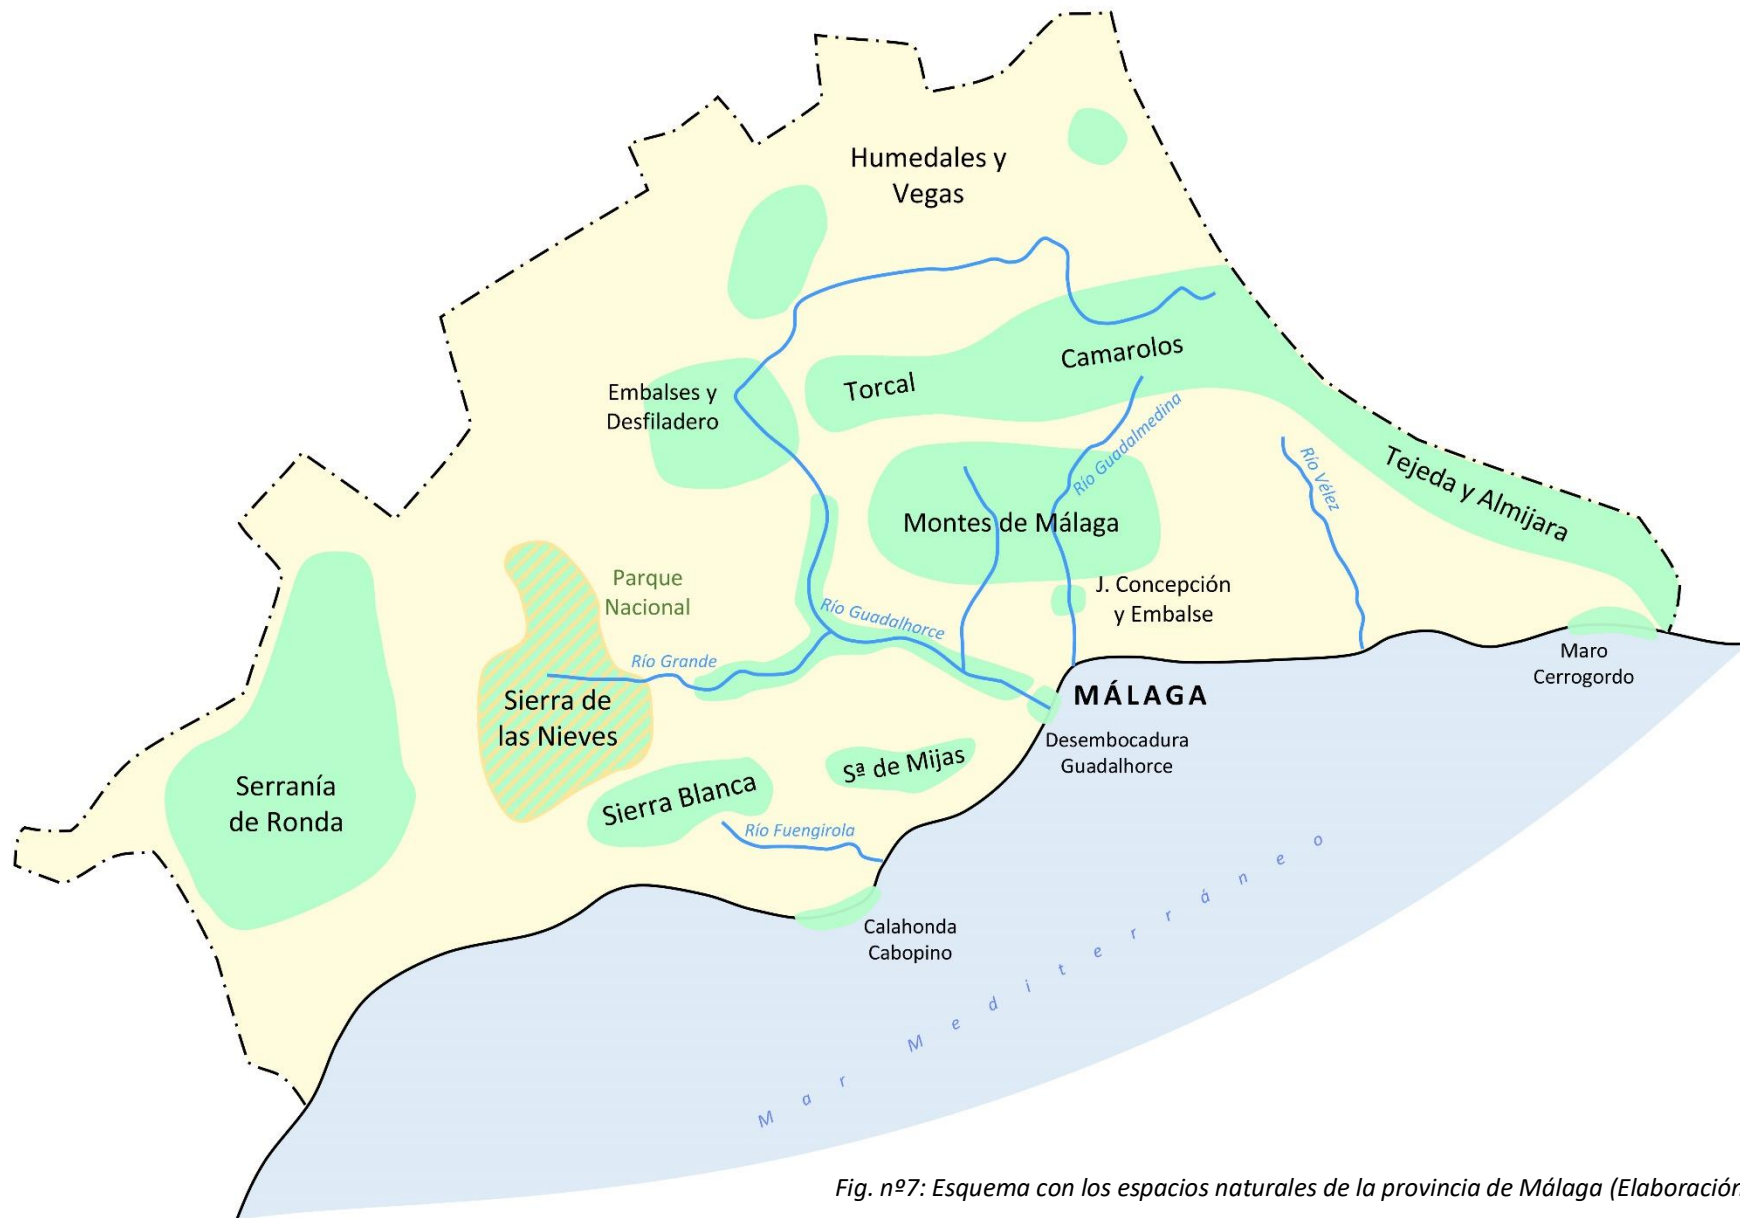 Humedales y
Vegas
Camarolos
Torcal
Embalses y
Desfiladero
Río Guadalmedina
Río Vélez
Tejeda y Almijara
Montes de Málaga
Parque
Nacional
J. Concepción
y Embalse
Río Guadalhorce
Río Grande
Maro
Cerrogordo
Sierra de
las Nieves
MÁLAGA
Desembocadura
Guadalhorce
Sª de Mijas
Serranía
de Ronda
Sierra Blanca
Río Fuengirola
Calahonda
Cabopino
Mar Mediterráneo
Fig. nº7: Esquema con los espacios naturales de la provincia de Málaga (Elaboración